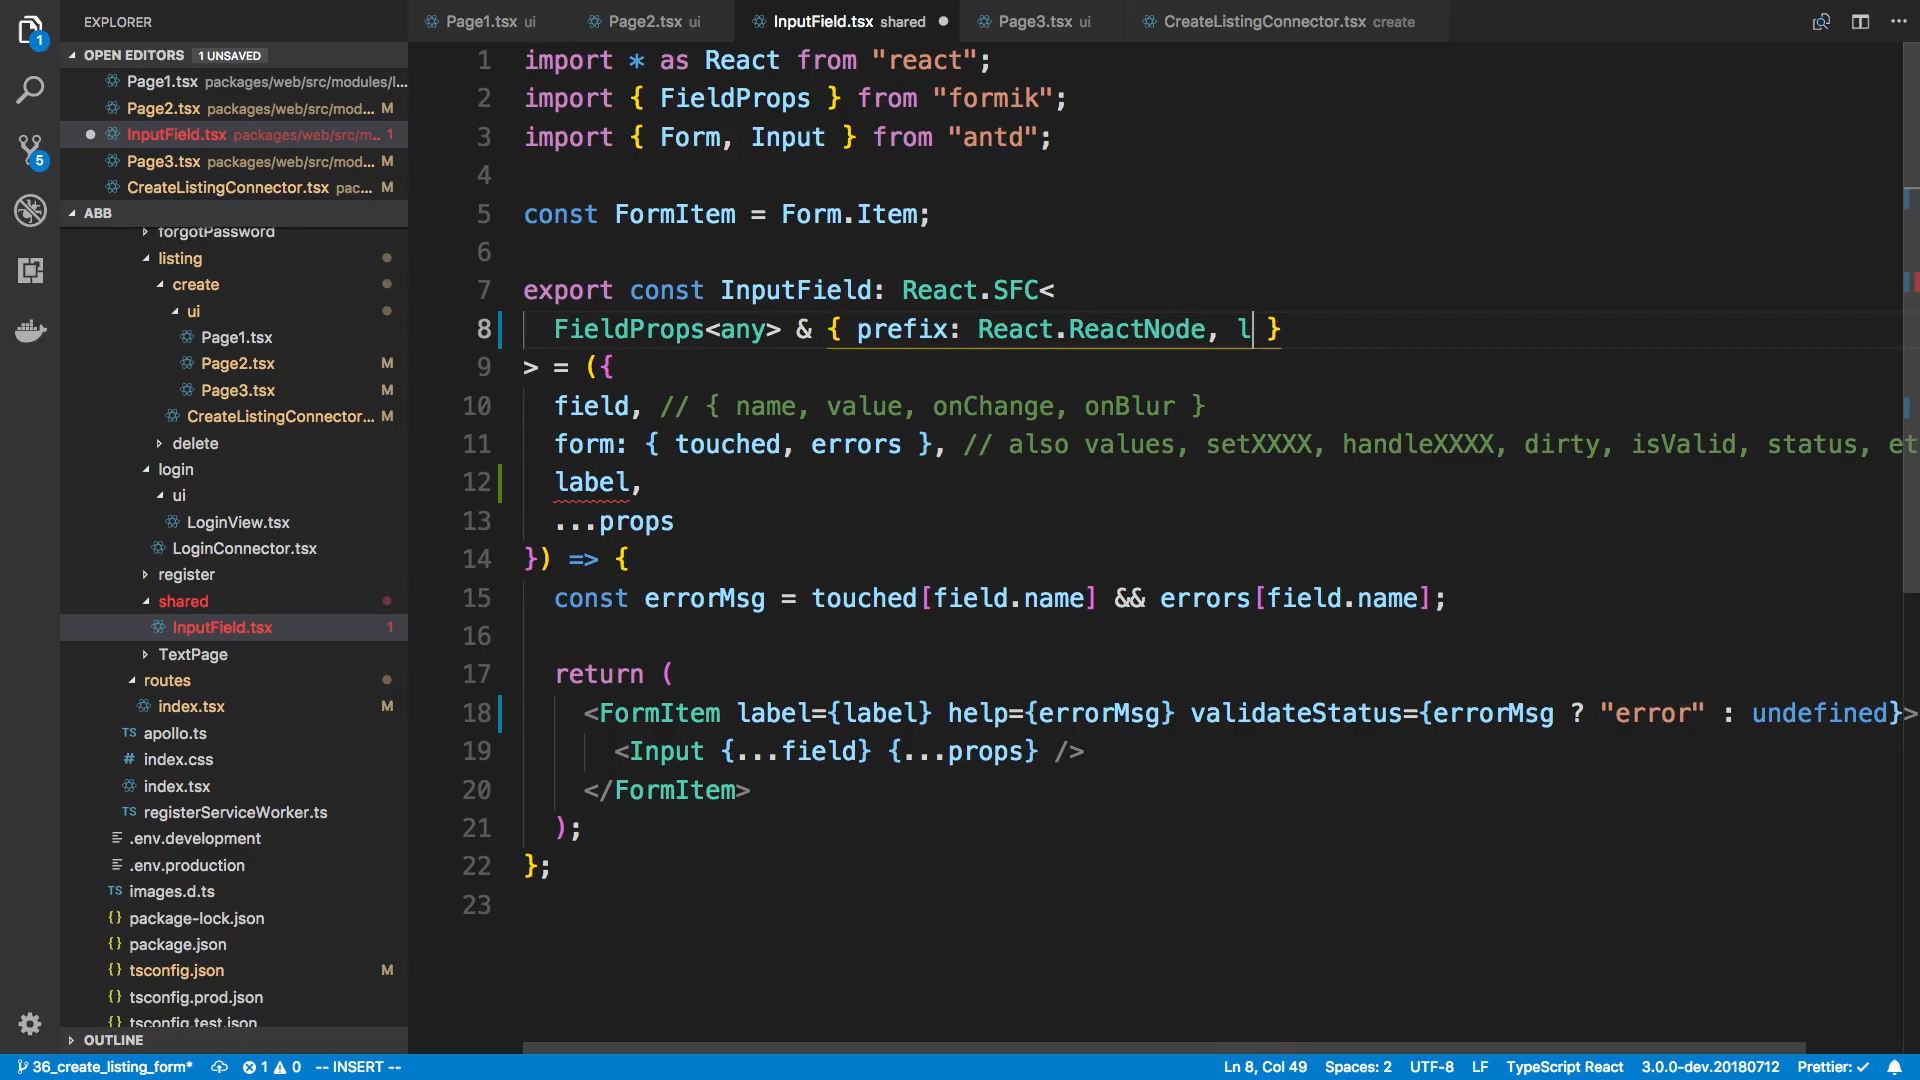 EXPLORER
Page1.tsx ui
Page2.tsx ui
InputField.tsx shared
Page3.tsx ui
CreateListingConnector.tsx create
OPEN EDITORS 1 UNSAVED
Page1.tsx packages/web/src/modules/l...
Page2.tsx packages/web/src/mod... M
InputField.tsx packages/web/src/m... 1
Page3.tsx packages/web/src/mod... M
CreateListingConnector.tsx pac... M
ABB
forgotPassword
listing
create
ui
Page1.tsx
Page2.tsx M
Page3.tsx M
CreateListingConnector... M
delete
login
ui
LoginView.tsx
LoginConnector.tsx
register
shared
InputField.tsx 1
TextPage
routes
index.tsx M
TS apollo.ts
# index.css
index.tsx
TS registerServiceWorker.ts
.env.development
.env.production
TS images.d.ts
{} package-lock.json
{} package.json
{} tsconfig.json M
{} tsconfig.prod.json
{} tsconfig.test.json
OUTLINE
1
5
1 import * as React from "react";
2 import { FieldProps } from "formik";
3 import { Form, Input } from "antd";
4
5 const FormItem = Form.Item;
6
7 export const InputField: React.SFC<
8 FieldProps<any> & { prefix: React.ReactNode, l }
9 > = ({
10 field, // { name, value, onChange, onBlur }
11 form: { touched, errors }, // also values, setXXXX, handleXXXX, dirty, isValid, status, et
12 label,
13 ...props
14 }) => {
15 const errorMsg = touched[field.name] && errors[field.name];
16
17 return (
18 <FormItem label={label} help={errorMsg} validateStatus={errorMsg ? "error" : undefined}>
19 <Input {...field} {...props} />
20 </FormItem>
21 );
22 };
23
36_create_listing_form* 1 0 -- INSERT -- Ln 8, Col 49 Spaces: 2 UTF-8 LF TypeScript React 3.0.0-dev.20180712 Prettier: ✓